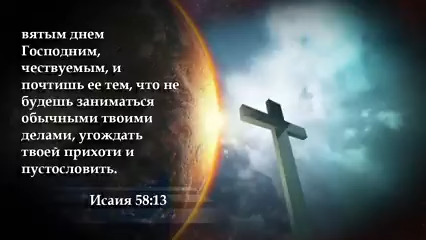 вятым днем
Господним,
чествуемым, и
почтишь ее тем, что не
будешь заниматься
обычными твоими
делами, угождать
твоей прихоти и
пустословить.
Исаия 58:13